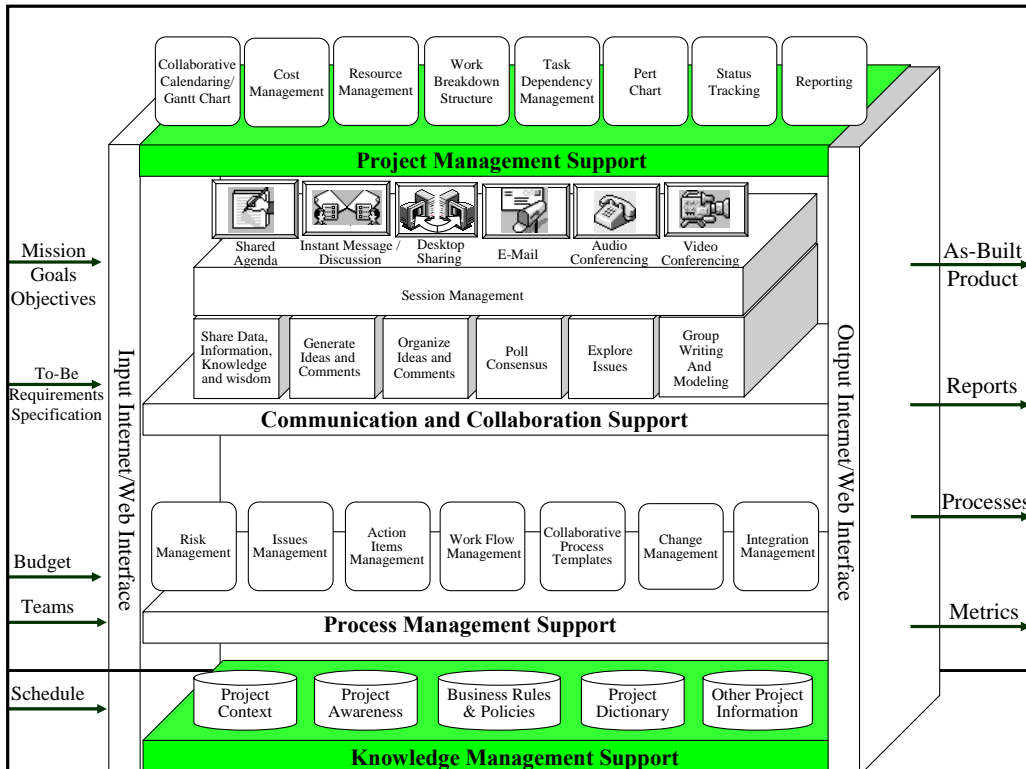 Collaborative
Calendaring/
Gantt Chart
Cost
Management
Resource
Management
Work
Breakdown
Structure
Task
Dependency
Management
Pert
Chart
Status
Tracking
Reporting
Project Management Support
Shared
Agenda
Instant Message /
Discussion
Desktop
Sharing
E-Mail
Audio
Conferencing
Video
Conferencing
Session Management
Share Data,
Information,
Knowledge
and wisdom
Generate
Ideas and
Comments
Organize
Ideas and
Comments
Poll
Consensus
Explore
Issues
Group
Writing
And
Modeling
Communication and Collaboration Support
Risk
Management
Issues
Management
Action
Items
Management
Work Flow
Management
Collaborative
Process
Templates
Change
Management
Integration
Management
Process Management Support
Project
Context
Project
Awareness
Business Rules
& Policies
Project
Dictionary
Other Project
Information
Knowledge Management Support
Input Internet/Web Interface
Output Internet/Web Interface
Mission
Goals
Objectives
To-Be
Requirements
Specification
Budget
Teams
Schedule
As-Built
Product
Reports
Processes
Metrics